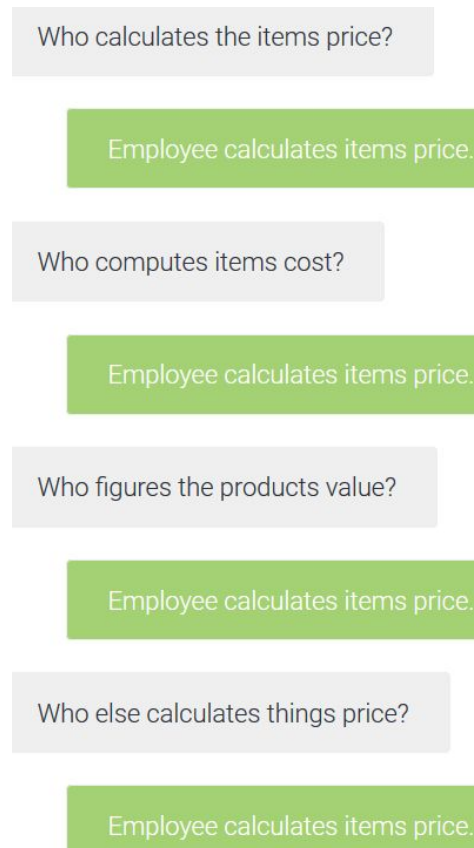 Who calculates the items price?
Employee calculates items price.
Who computes items cost?
Employee calculates items price.
Who figures the products value?
Employee calculates items price.
Who else calculates things price?
Employee calculates items price.